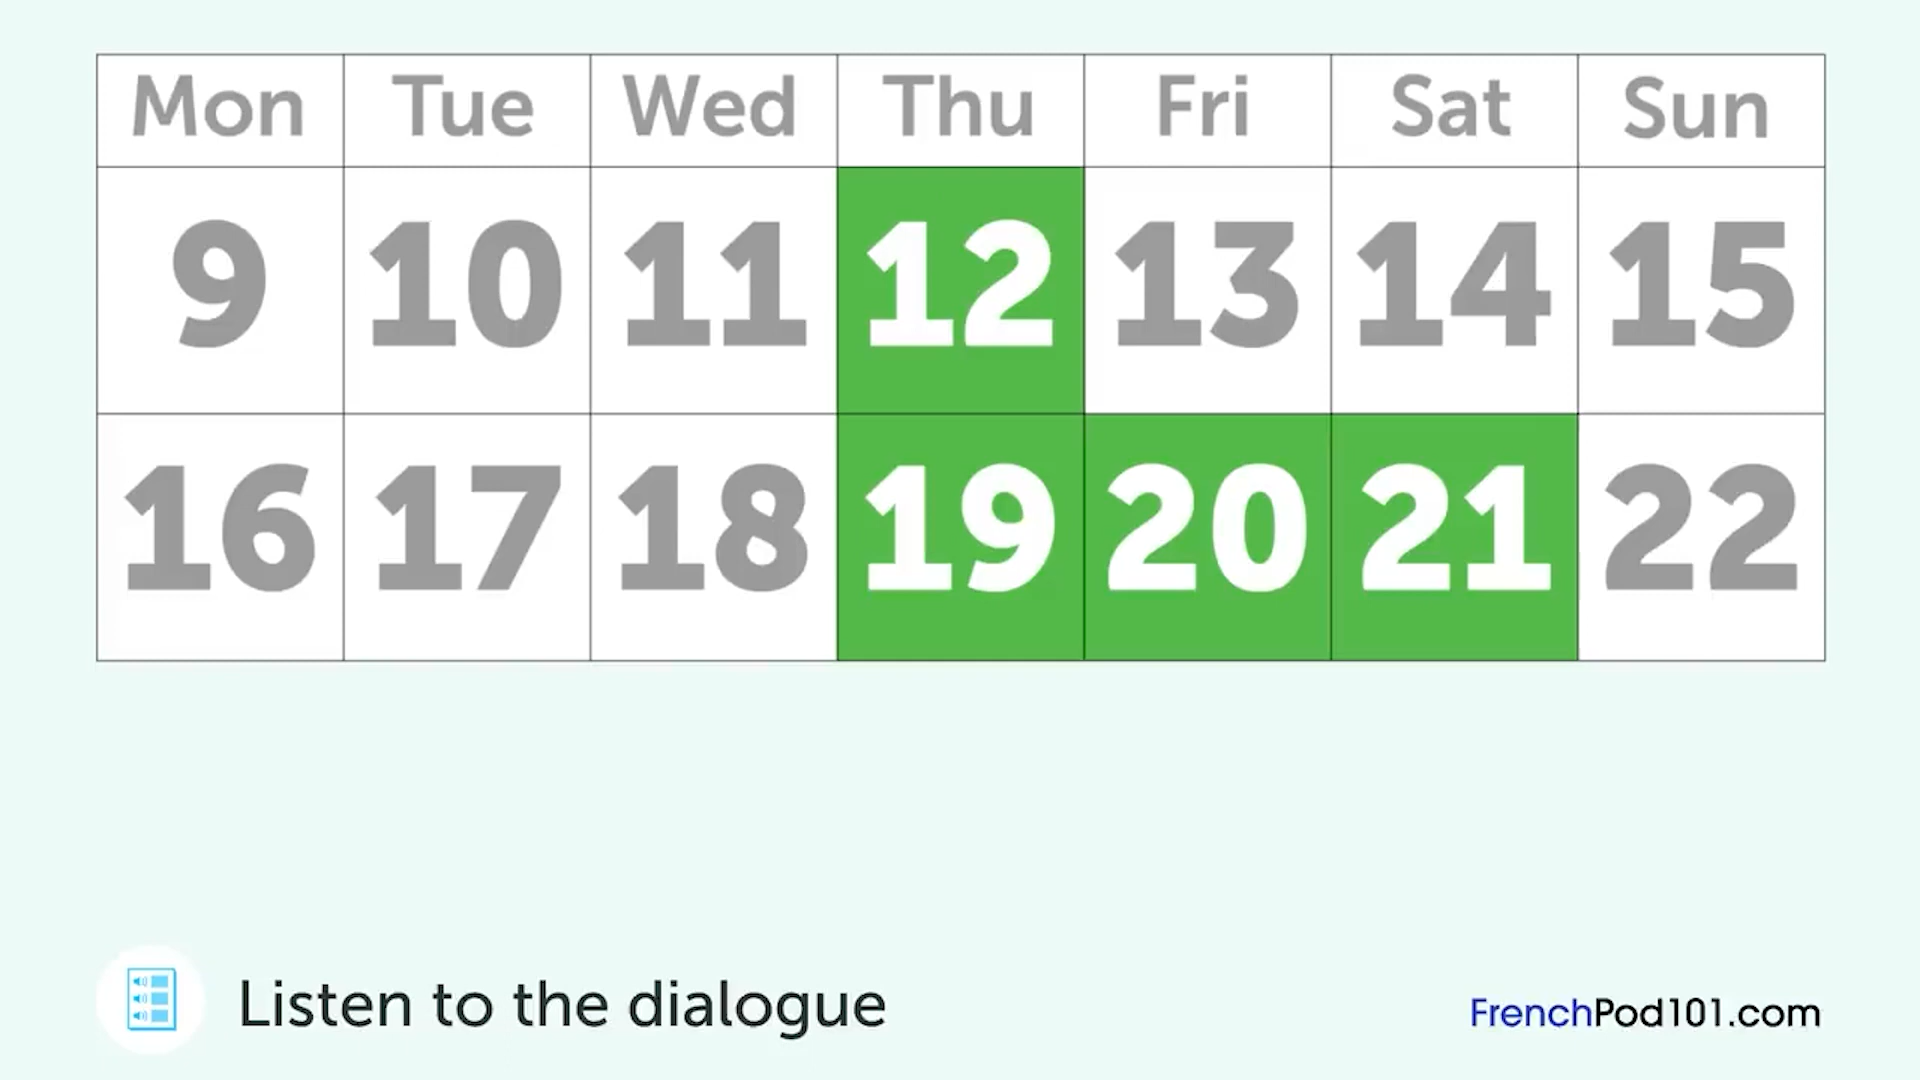 Mon Tue Wed Thu Fri Sat Sun
9 10 11 12 13 14 15
16 17 18 19 20 21 22
Listen to the dialogue
FrenchPod101.com